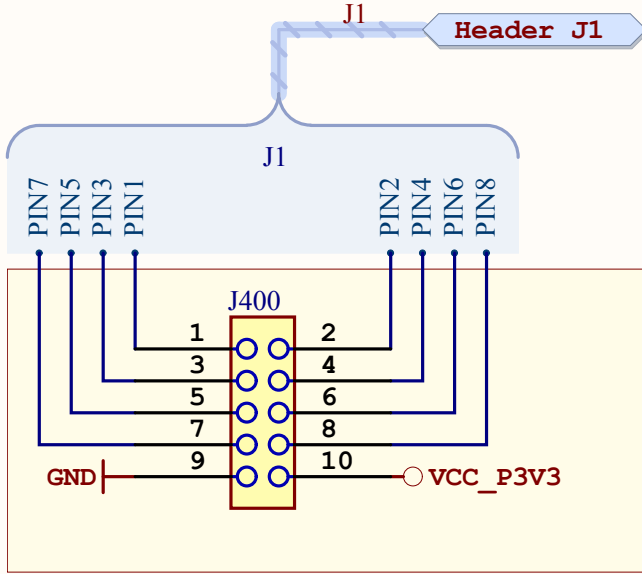 J1
Header J1
J1
PIN7
PIN5
PIN3
PIN1
PIN2
PIN4
PIN6
PIN8
J400
1 2
3 4
5 6
7 8
GND 9 10 VCC_P3V3